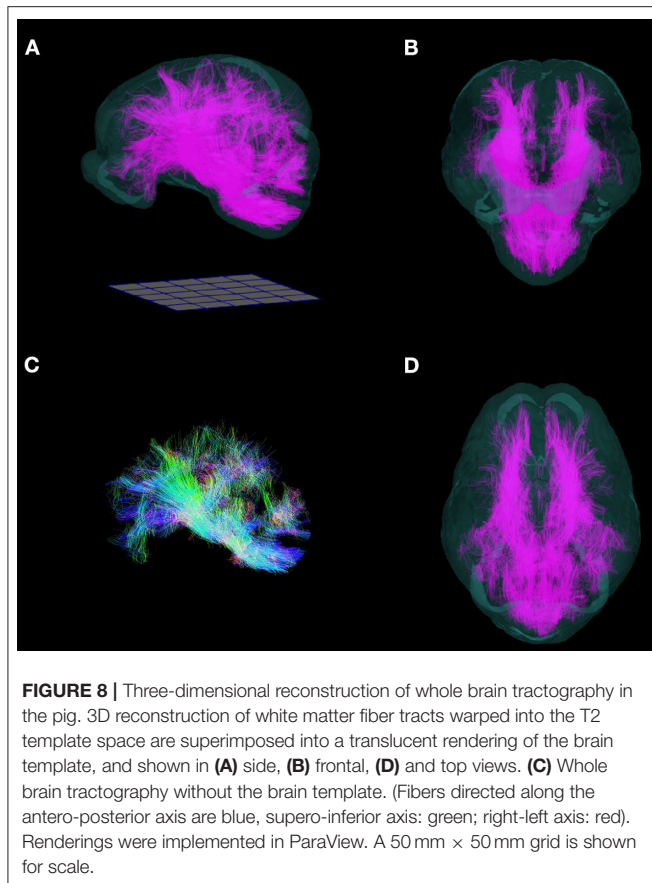 A
B
C
D
FIGURE 8 | Three-dimensional reconstruction of whole brain tractography in
the pig. 3D reconstruction of white matter fiber tracts warped into the T2
template space are superimposed into a translucent rendering of the brain
template, and shown in (A) side, (B) frontal, (D) and top views. (C) Whole
brain tractography without the brain template. (Fibers directed along the
antero-posterior axis are blue, supero-inferior axis: green; right-left axis: red).
Renderings were implemented in ParaView. A 50 mm × 50 mm grid is shown
for scale.